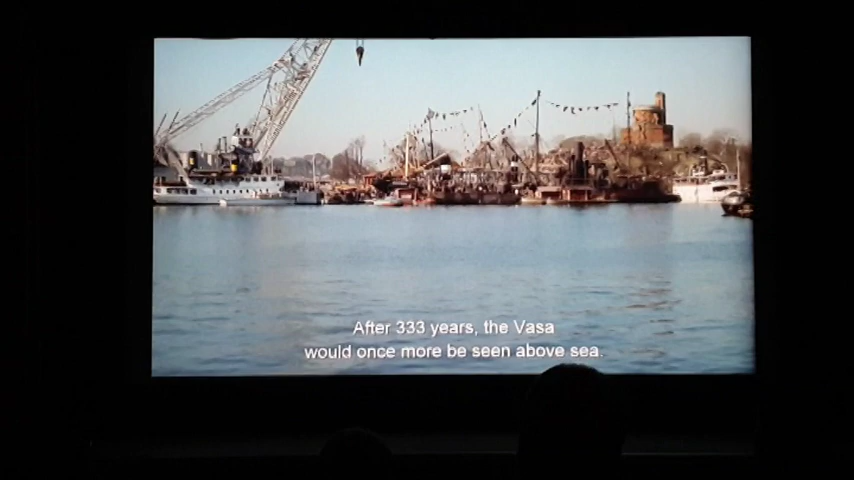 After 333 years, the Vasa
would once more be seen above sea.